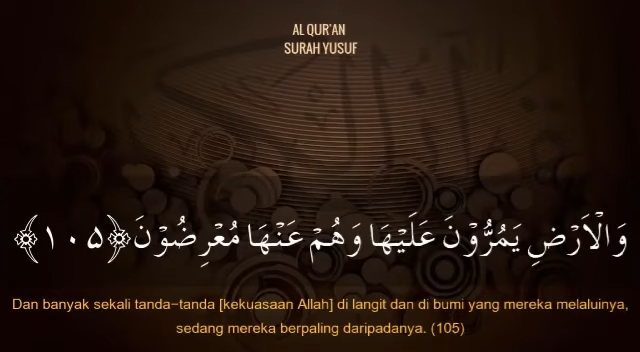 AL QUR'AN
SURAH YUSUF
وَالْاَرْضِ يَمُرُّوْنَ عَلَيْهَا وَهُمْ عَنْهَا مُعْرِضُوْنَ ﴿١٠٥﴾
Dan banyak sekali tanda-tanda [kekuasaan Allah] di langit dan di bumi yang mereka melaluinya,
sedang mereka berpaling daripadanya. (105)